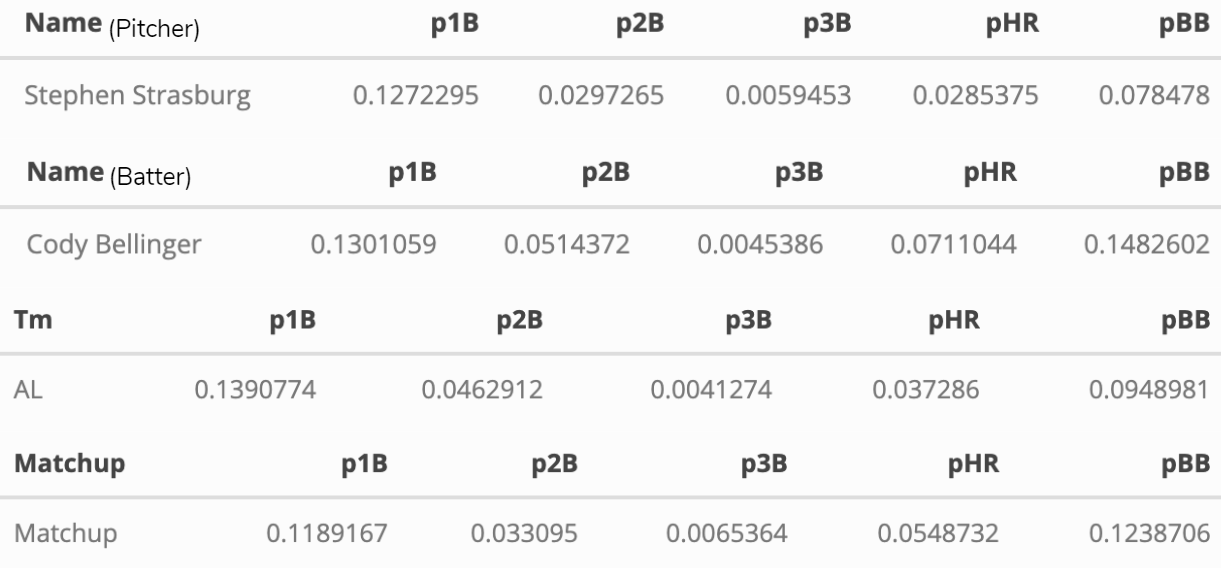 Name (Pitcher) p1B p2B p3B pHR pBB
Stephen Strasburg 0.1272295 0.0297265 0.0059453 0.0285375 0.078478
Name (Batter) p1B p2B p3B pHR pBB
Cody Bellinger 0.1301059 0.0514372 0.0045386 0.0711044 0.1482602
Tm p1B p2B p3B pHR pBB
AL 0.1390774 0.0462912 0.0041274 0.037286 0.0948981
Matchup p1B p2B p3B pHR pBB
Matchup 0.1189167 0.033095 0.0065364 0.0548732 0.1238706